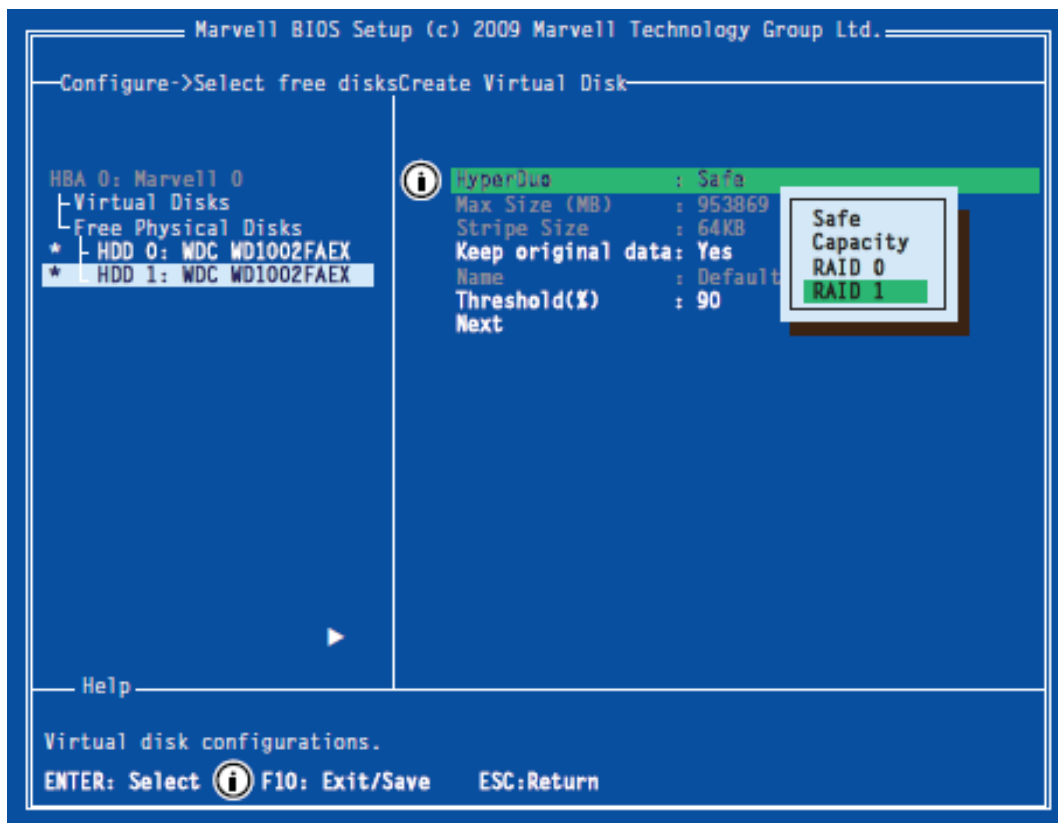 Marvell BIOS Setup (c) 2009 Marvell Technology Group Ltd.
Configure->Select free disksCreate Virtual Disk
HBA 0: Marvell 0
Virtual Disks
Free Physical Disks
* HDD 0: WDC WD1002FAEX
* HDD 1: WDC WD1002FAEX
i
HyperDuo : Safe
Max Size (MB) : 953869
Stripe Size : 64KB
Keep original data: Yes
Name : Default
Threshold(%) : 90
Next
Safe
Capacity
RAID 0
RAID 1
Help
Virtual disk configurations.
ENTER: Select i F10: Exit/Save ESC:Return